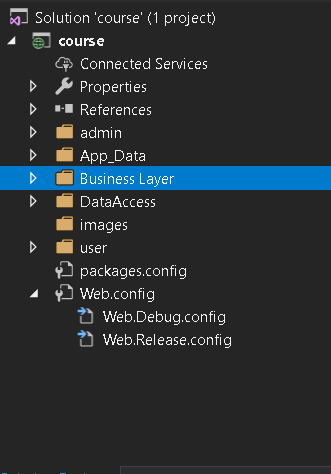 Solution 'course' (1 project)
course
Connected Services
Properties
References
admin
App_Data
Business Layer
DataAccess
images
user
packages.config
Web.config
Web.Debug.config
Web.Release.config